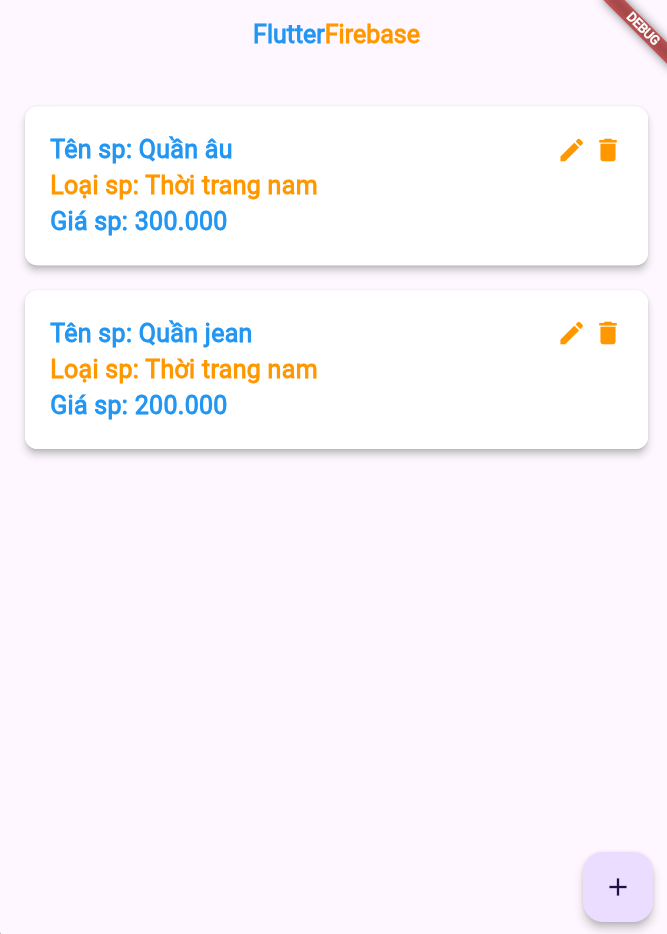 FlutterFirebase
DEBUG
Tên sp: Quần âu
Loại sp: Thời trang nam
Giá sp: 300.000
Tên sp: Quần jean
Loại sp: Thời trang nam
Giá sp: 200.000